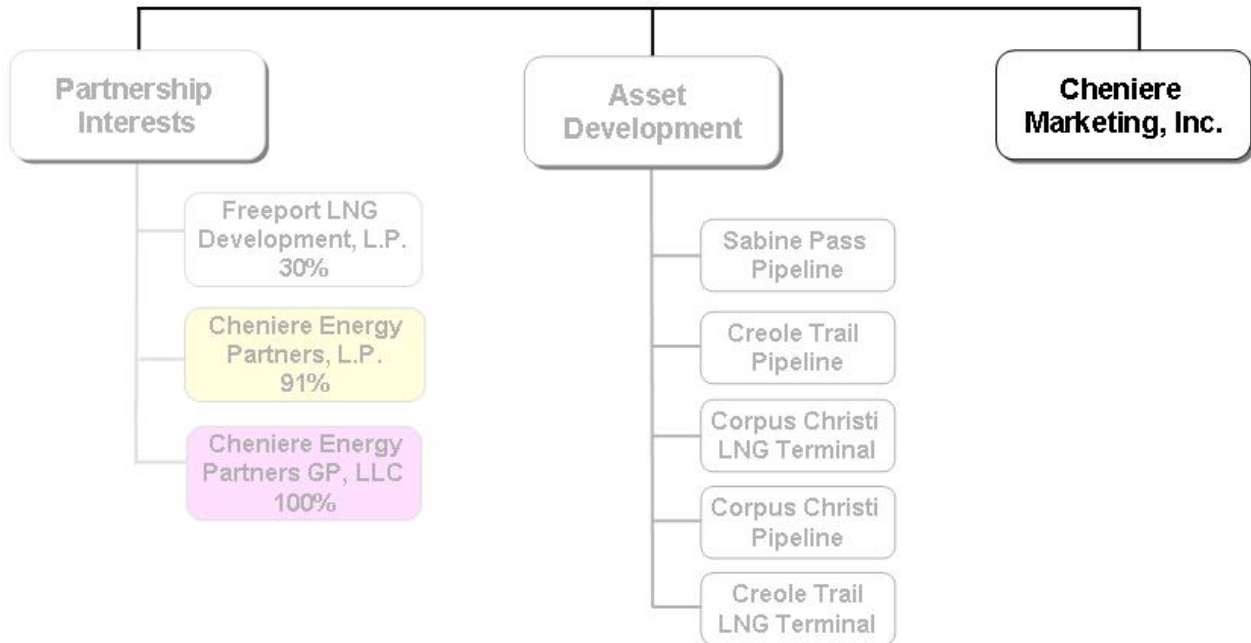 Partnership
Interests
Freeport LNG
Development, L.P.
30%
Cheniere Energy
Partners, L.P.
91%
Cheniere Energy
Partners GP, LLC
100%
Asset
Development
Sabine Pass
Pipeline
Creole Trail
Pipeline
Corpus Christi
LNG Terminal
Corpus Christi
Pipeline
Creole Trail
LNG Terminal
Cheniere
Marketing, Inc.